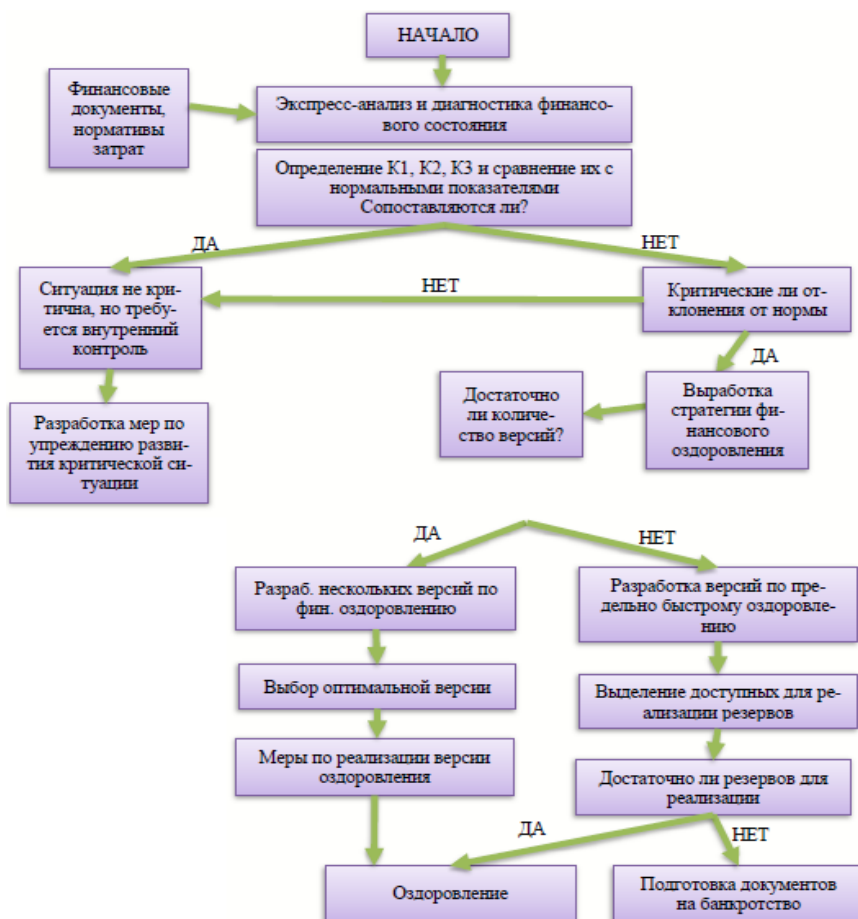 НАЧАЛО
Финансовые
документы,
нормативы
затрат
Экспресс-анализ и диагностика финансо-
вого состояния
Определение К1, К2, К3 и сравнение их с
нормальными показателями
Сопоставляются ли?
ДА
НЕТ
Ситуация не кри-
тична, но требу-
ется внутренний
контроль
НЕТ
Критические ли от-
клонения от нормы
ДА
Достаточно
ли количе-
ство версий?
Выработка
стратегии фи-
нансового
оздоровления
Разработка мер по
упреждению разви-
тия критической си-
туации
ДА
НЕТ
Разраб. нескольких версий по
фин. оздоровлению
Разработка версий по пре-
дельно быстрому оздоровле-
нию
Выбор оптимальной версии
Выделение доступных для ре-
ализации резервов
Меры по реализации версии
оздоровления
Достаточно ли резервов для
реализации
ДА
НЕТ
Оздоровление
Подготовка документов
на банкротство